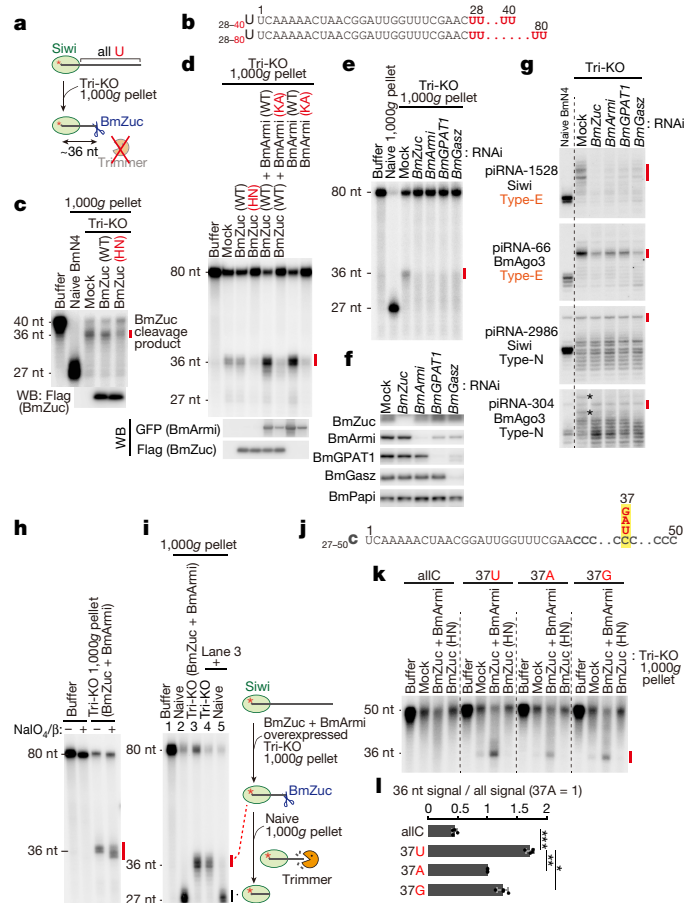 a
Siwi all U
Tri-KO
1,000g pellet
BmZuc
~36 nt
Trimmer
b
1 28 40
28–40 U UCAAAAACUAACGGAUUGGUUUCGAACUU..UU
28–80 U UCAAAAACUAACGGAUUGGUUUCGAACUU......UU
80
c
1,000g pellet
Tri-KO
Buffer
Naive BmN4
Mock
BmZuc (WT)
BmZuc (HN)
40 nt
36 nt
27 nt
BmZuc
cleavage
product
WB: Flag
(BmZuc)
d
Tri-KO
1,000g pellet
Buffer
Mock
BmZuc (WT)
BmZuc (HN)
BmZuc (WT) + BmArmi (WT)
BmZuc (WT) + BmArmi (KA)
BmArmi (WT)
BmArmi (KA)
80 nt
36 nt
27 nt
WB
GFP (BmArmi)
Flag (BmZuc)
e
Tri-KO
1,000g pellet
Buffer
Naive 1,000g pellet
Mock
BmZuc
BmArmi
BmGPAT1
BmGasz
RNAi
80 nt
36 nt
27 nt
f
Mock
BmZuc
BmArmi
BmGPAT1
BmGasz
RNAi
BmZuc
BmArmi
BmGPAT1
BmGasz
BmPapi
g
Tri-KO
Naive BmN4
Mock
BmZuc
BmArmi
BmGPAT1
BmGasz
: RNAi
piRNA-1528
Siwi
Type-E
piRNA-66
BmAgo3
Type-E
piRNA-2986
Siwi
Type-N
piRNA-304
BmAgo3
Type-N
*
*
h
Buffer
Tri-KO 1,000g pellet
(BmZuc + BmArmi)
NaIO4/β: – + – +
80 nt
36 nt
i
1,000g pellet
Lane 3
+
Buffer
Naive
Tri-KO (BmZuc + BmArmi)
Tri-KO
Naive
1 2 3 4 5
80 nt
36 nt
27 nt
Siwi
BmZuc + BmArmi
overexpressed
Tri-KO
1,000g pellet
BmZuc
Naive
1,000g pellet
Trimmer
j
37
G
A
U
1 50
27–50 C UCAAAAACUAACGGAUUGGUUUCGAACCC..CCC..CCC
k
allC 37U 37A 37G
Buffer
Mock
BmZuc + BmArmi
BmZuc (HN)
Buffer
Mock
BmZuc + BmArmi
BmZuc (HN)
Buffer
Mock
BmZuc + BmArmi
BmZuc (HN)
Buffer
Mock
BmZuc + BmArmi
BmZuc (HN)
: Tri-KO
1,000g
pellet
50 nt
36 nt
l
36 nt signal / all signal (37A = 1)
0 0.5 1 1.5 2
allC
37U
37A
37G
***
**
*